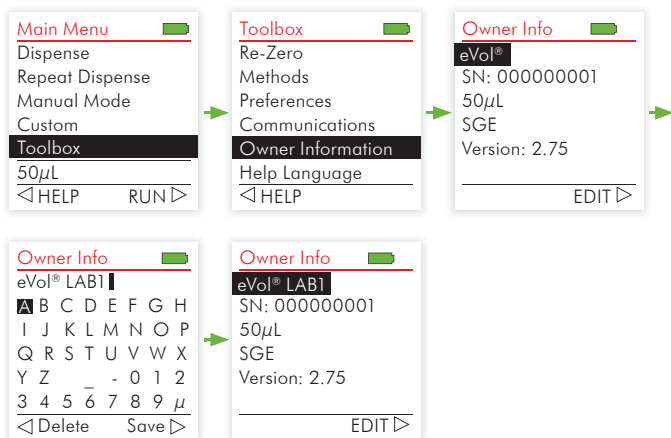 Main Menu
Dispense
Repeat Dispense
Manual Mode
Custom
Toolbox
50μL
◁ HELP RUN ▷
Toolbox
Re-Zero
Methods
Preferences
Communications
Owner Information
Help Language
◁ HELP
Owner Info
eVol®
SN: 000000001
50μL
SGE
Version: 2.75
EDIT ▷
Owner Info
eVol® LAB1
A B C D E F G H
I J K L M N O P
Q R S T U V W X
Y Z _ - 0 1 2
3 4 5 6 7 8 9 μ
◁ Delete Save ▷
Owner Info
eVol® LAB1
SN: 000000001
50μL
SGE
Version: 2.75
EDIT ▷